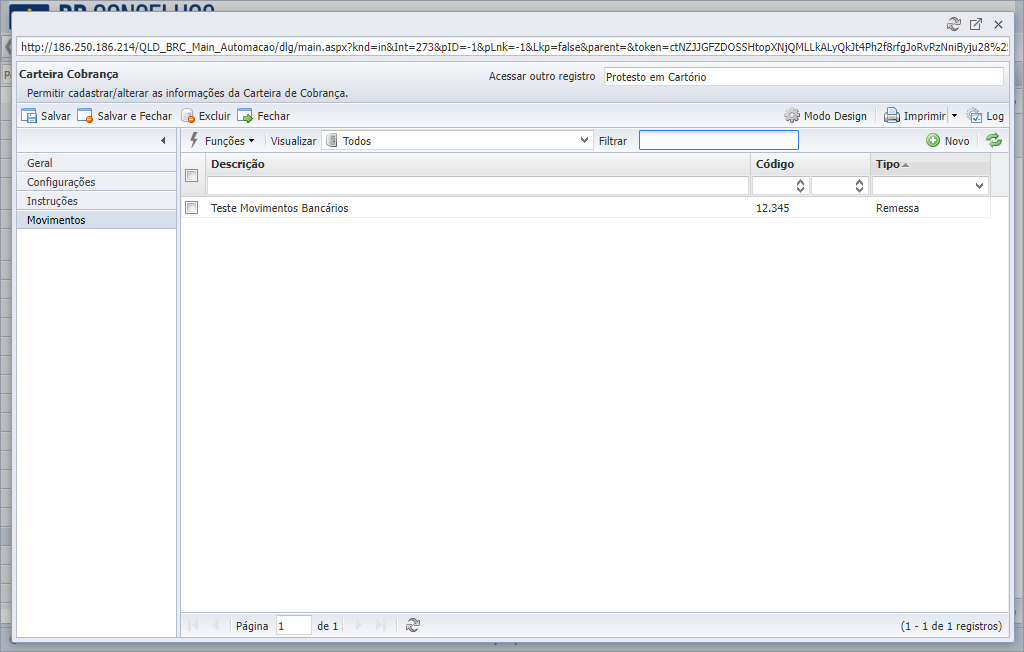 BR CONSELHOS
http://186.250.186.214/QLD_BRC_Main_Automacao/dlg/main.aspx?knd=in&Int=273&pID=-1&pLnk=-1&Lkp=false&parent=&token=ctNZJJGFZDOSSHtopXNjQMLLkALyQkJt4Ph2f8rfgJoRvRzNniByju28%2
Carteira Cobrança
Acessar outro registro Protesto em Cartório
Permitir cadastrar/alterar as informações da Carteira de Cobrança.
Salvar Salvar e Fechar Excluir Fechar Modo Design Imprimir Log
Funções Visualizar Todos Filtrar Novo
Geral
Configurações
Instruções
Movimentos
Descrição Código Tipo
Teste Movimentos Bancários 12.345 Remessa
Página 1 de 1 (1 - 1 de 1 registros)